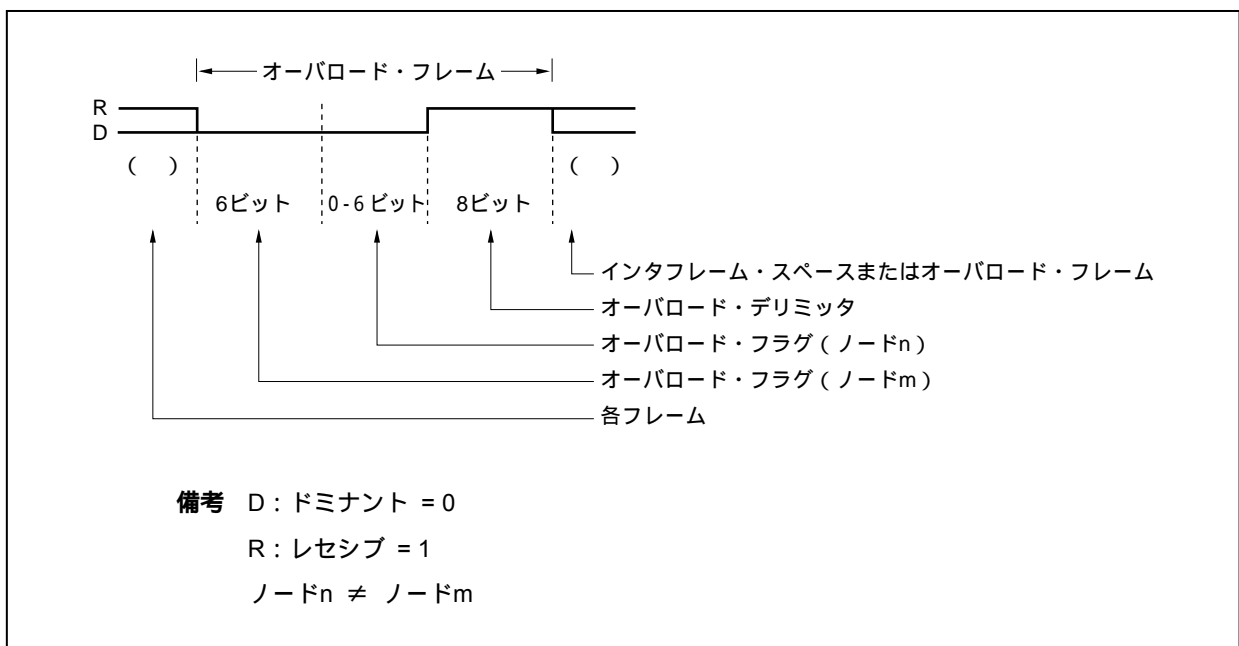 オーバロード・フレーム
R
D
(　) (　)
6ビット 0-6ビット 8ビット
インタフレーム・スペースまたはオーバロード・フレーム
オーバロード・デリミッタ
オーバロード・フラグ(ノードn)
オーバロード・フラグ(ノードm)
各フレーム
備考 D:ドミナント = 0
R:レセシブ = 1
ノードn ≠ ノードm